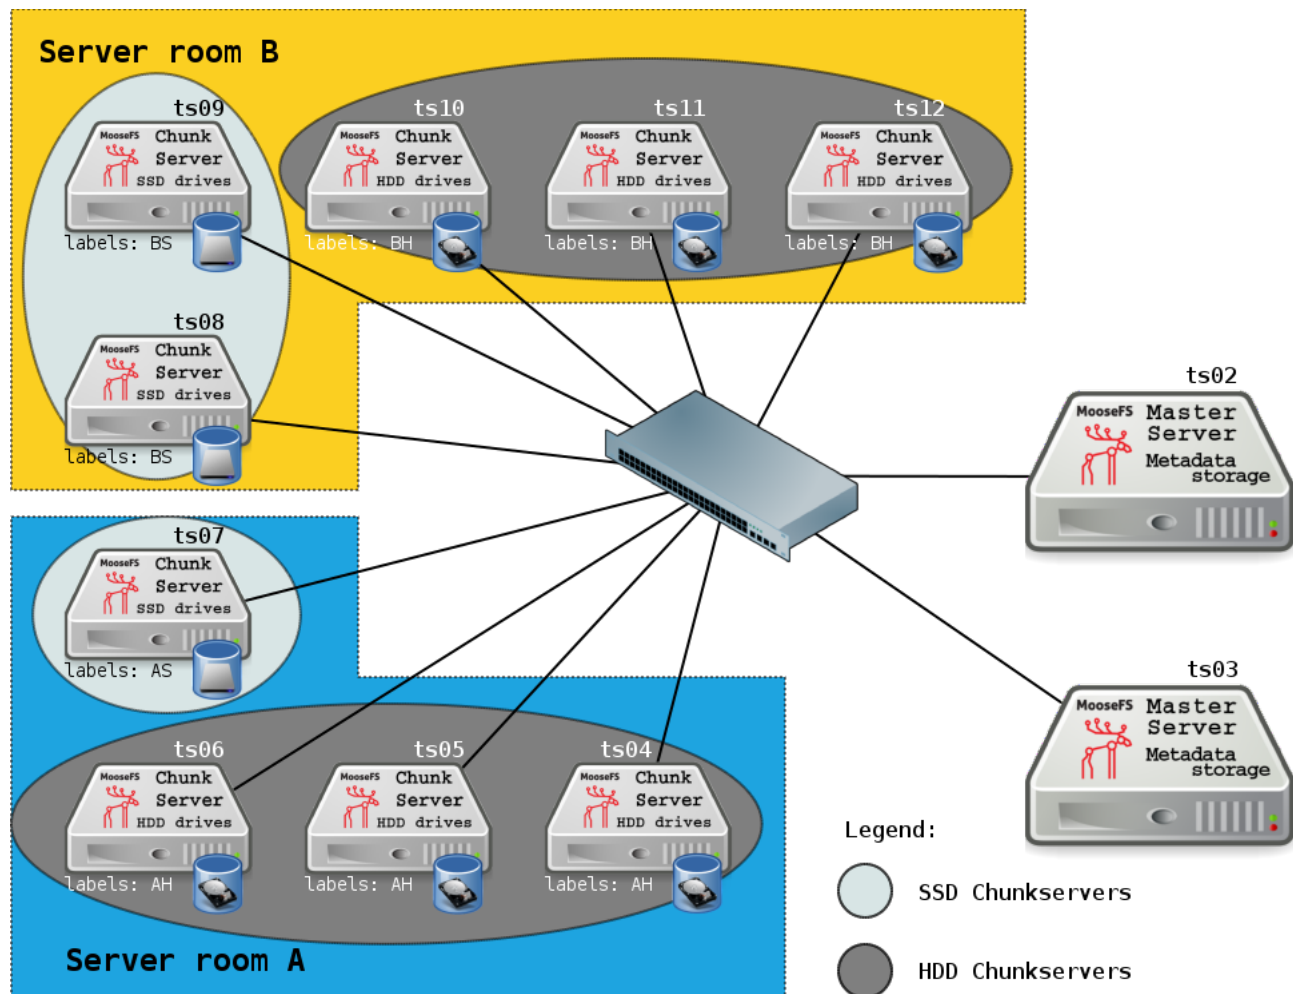 Server room B
ts09
MooseFS Chunk
Server
SSD drives
labels: BS
ts10
MooseFS Chunk
Server
HDD drives
labels: BH
ts11
MooseFS Chunk
Server
HDD drives
labels: BH
ts12
MooseFS Chunk
Server
HDD drives
labels: BH
ts08
MooseFS Chunk
Server
SSD drives
labels: BS
ts02
MooseFS Master
Server
Metadata
storage
ts07
MooseFS Chunk
Server
SSD drives
labels: AS
ts03
MooseFS Master
Server
Metadata
storage
ts06
MooseFS Chunk
Server
HDD drives
labels: AH
ts05
MooseFS Chunk
Server
HDD drives
labels: AH
ts04
MooseFS Chunk
Server
HDD drives
labels: AH
Server room A
Legend:
SSD Chunkservers
HDD Chunkservers